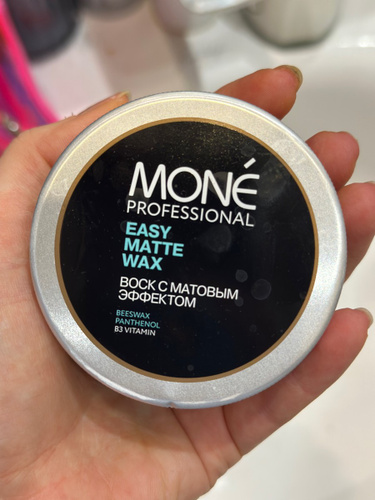 MONÉ
PROFESSIONAL
EASY
MATTE
WAX
ВОСК С МАТОВЫМ
ЭФФЕКТОМ
BEESWAX
PANTHENOL
B3 VITAMIN